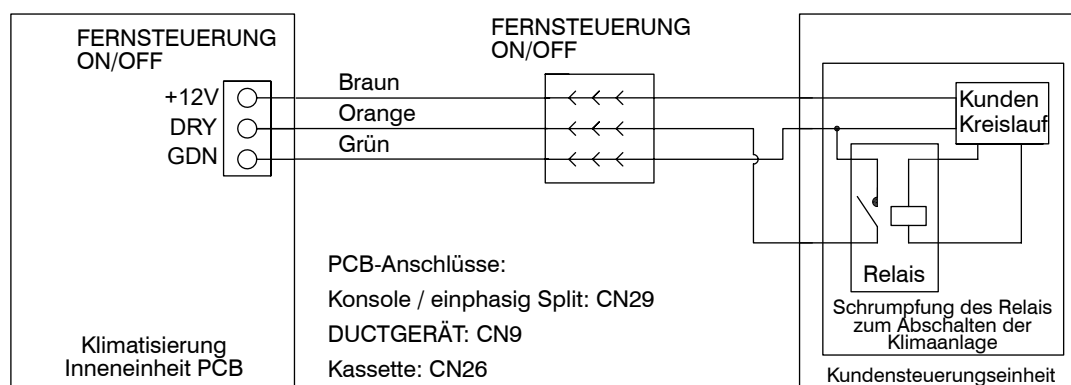 FERNSTEUERUNG
ON/OFF
+12V
DRY
GDN
Klimatisierung
Inneneinheit PCB
Braun
Orange
Grün
FERNSTEUERUNG
ON/OFF
PCB-Anschlüsse:
Konsole / einphasig Split: CN29
DUCTGERÄT: CN9
Kassette: CN26
Kunden
Kreislauf
Relais
Schrumpfung des Relais
zum Abschalten der
Klimaanlage
Kundensteuerungseinheit